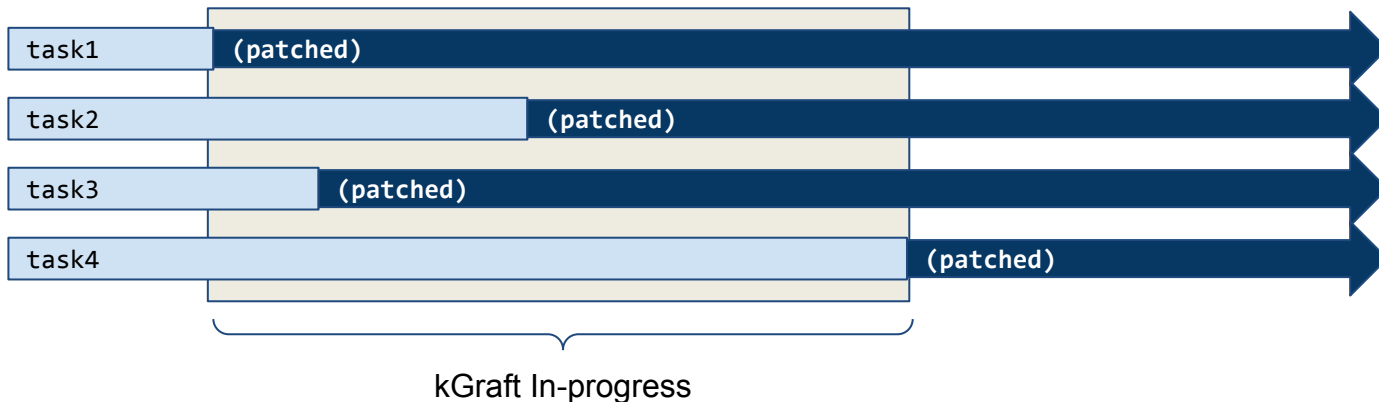 task1 (patched)
task2 (patched)
task3 (patched)
task4 (patched)
kGraft In-progress